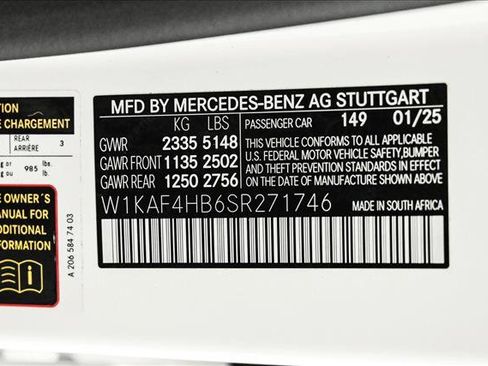 TION
E CHARGEMENT
REAR
ARRIÈRE
3
kg or
985 lbs.
E OWNER´S
ANUAL FOR
DDITIONAL
FORMATION
i
A 206 584 74 03
MFD BY MERCEDES-BENZ AG STUTTGART
KG LBS
GVWR 2335 5148
GAWR FRONT 1135 2502
GAWR REAR 1250 2756
PASSENGER CAR 149 01/25
THIS VEHICLE CONFORMS TO ALL APPLICABLE
U.S. FEDERAL MOTOR VEHICLE SAFETY,BUMPER
AND THEFT PREVENTION STANDARDS IN EFFECT
ON THE DATE OF MANUFACTURE SHOWN ABOVE.
W1KAF4HB6SR271746 MADE IN SOUTH AFRICA